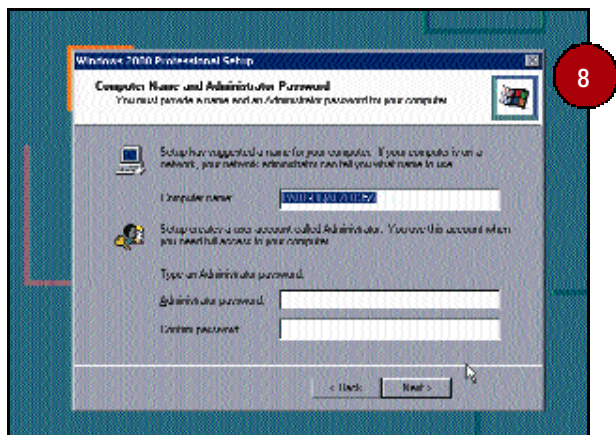 Windows 2000 Professional Setup
8
Computer Name and Administrator Password
You must provide a name and an Administrator password for your computer.
Setup has suggested a name for your computer. If your computer is on a
network, your network administrator can tell you what name to use.
Computer name:
Setup creates a user account called Administrator. You use this account when
you need full access to your computer.
Type an Administrator password.
Administrator password:
Confirm password:
< Back
Next >